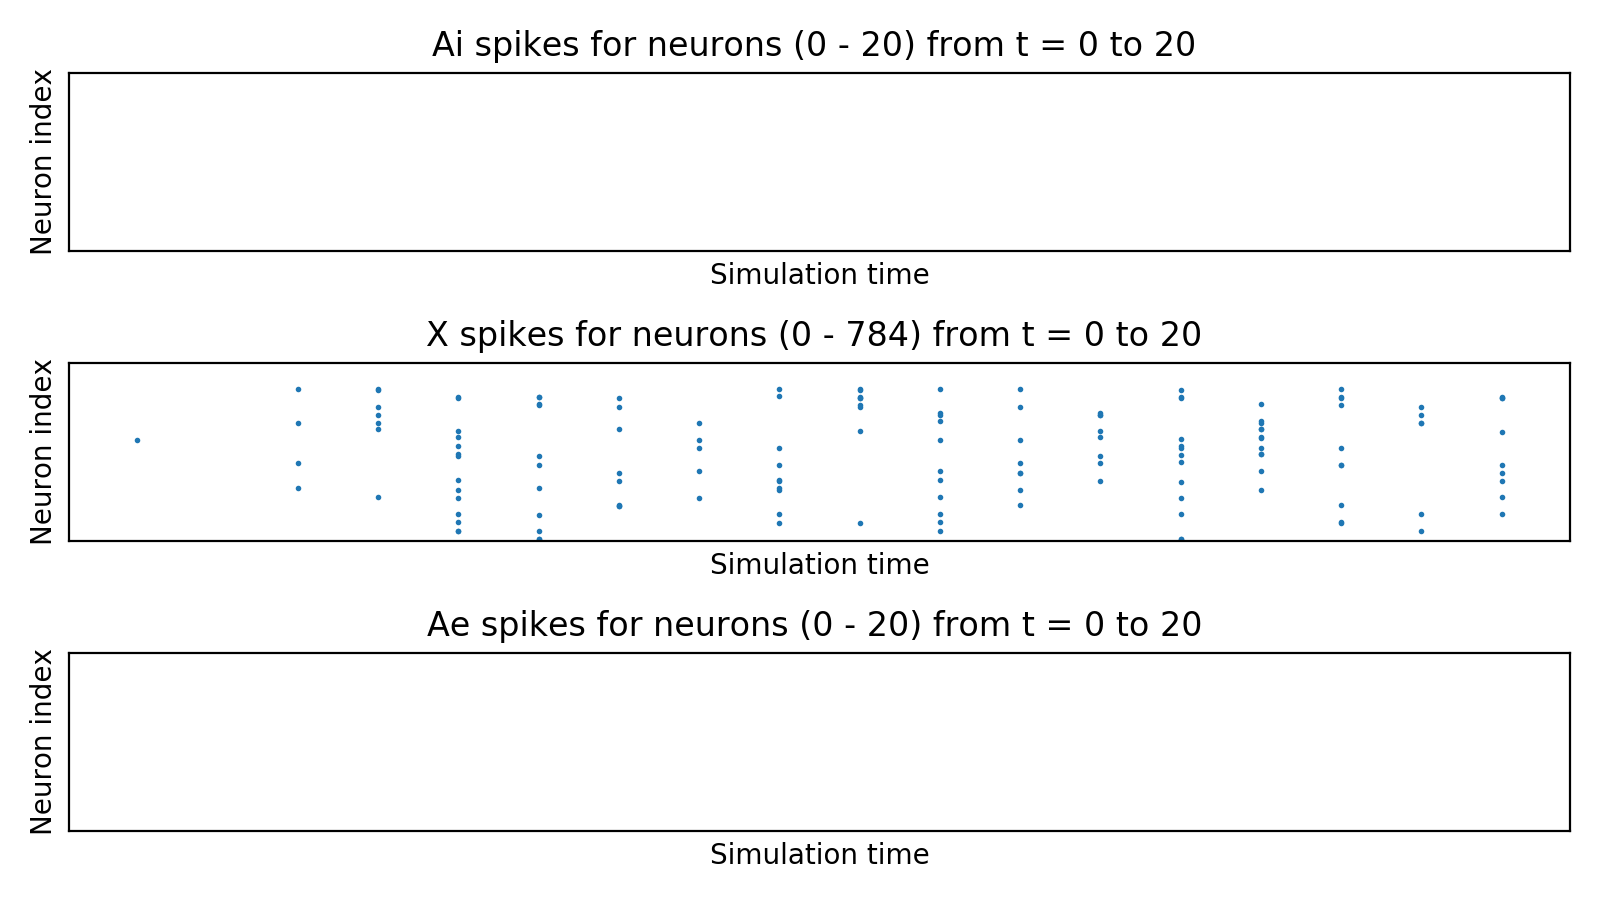 Ai spikes for neurons (0 - 20) from t = 0 to 20
Neuron index
Simulation time
X spikes for neurons (0 - 784) from t = 0 to 20
Neuron index
Simulation time
Ae spikes for neurons (0 - 20) from t = 0 to 20
Neuron index
Simulation time